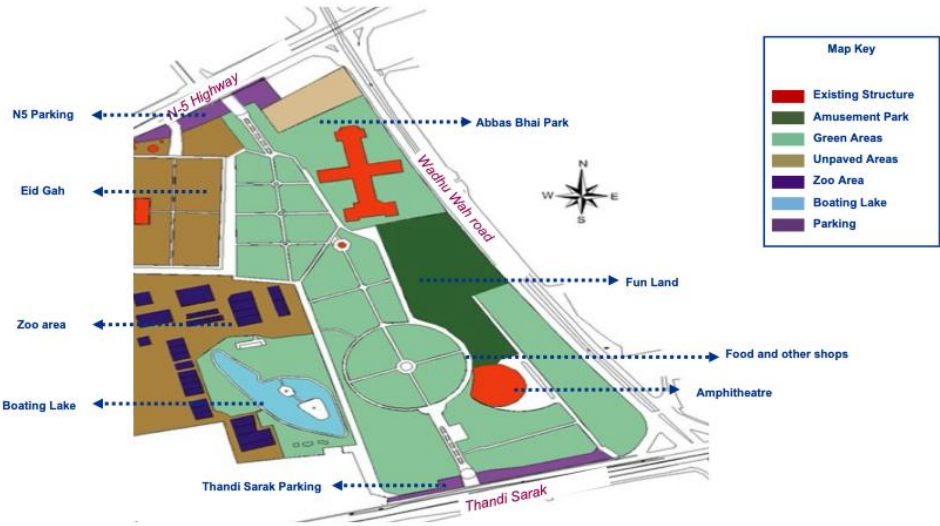 N-5 Highway
N5 Parking
Abbas Bhai Park
Eid Gah
Wadhu Wah road
Fun Land
Zoo area
Food and other shops
Amphitheatre
Boating Lake
Thandi Sarak Parking
Thandi Sarak
N
W E
S
Map Key
Existing Structure
Amusement Park
Green Areas
Unpaved Areas
Zoo Area
Boating Lake
Parking